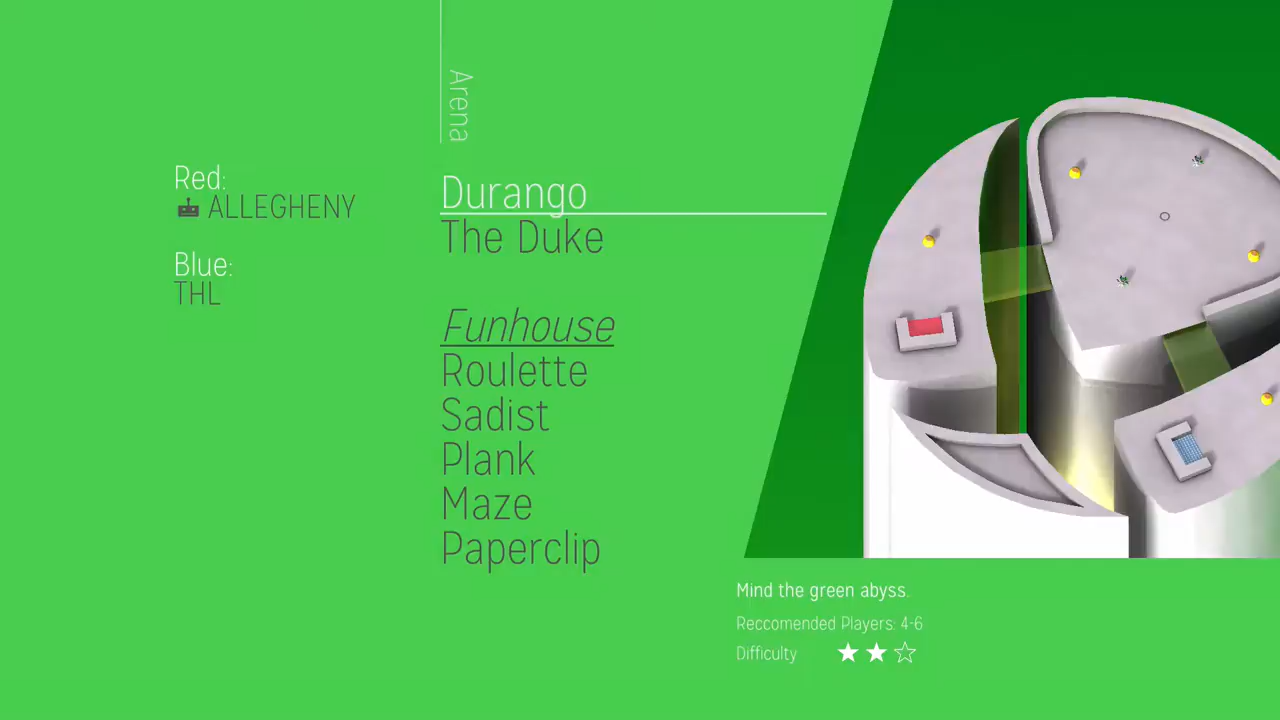 Arena
Red:
ALLEGHENY
Blue:
THL
Durango
The Duke
Funhouse
Roulette
Sadist
Plank
Maze
Paperclip
Mind the green abyss.
Reccomended Players: 4-6
Difficulty